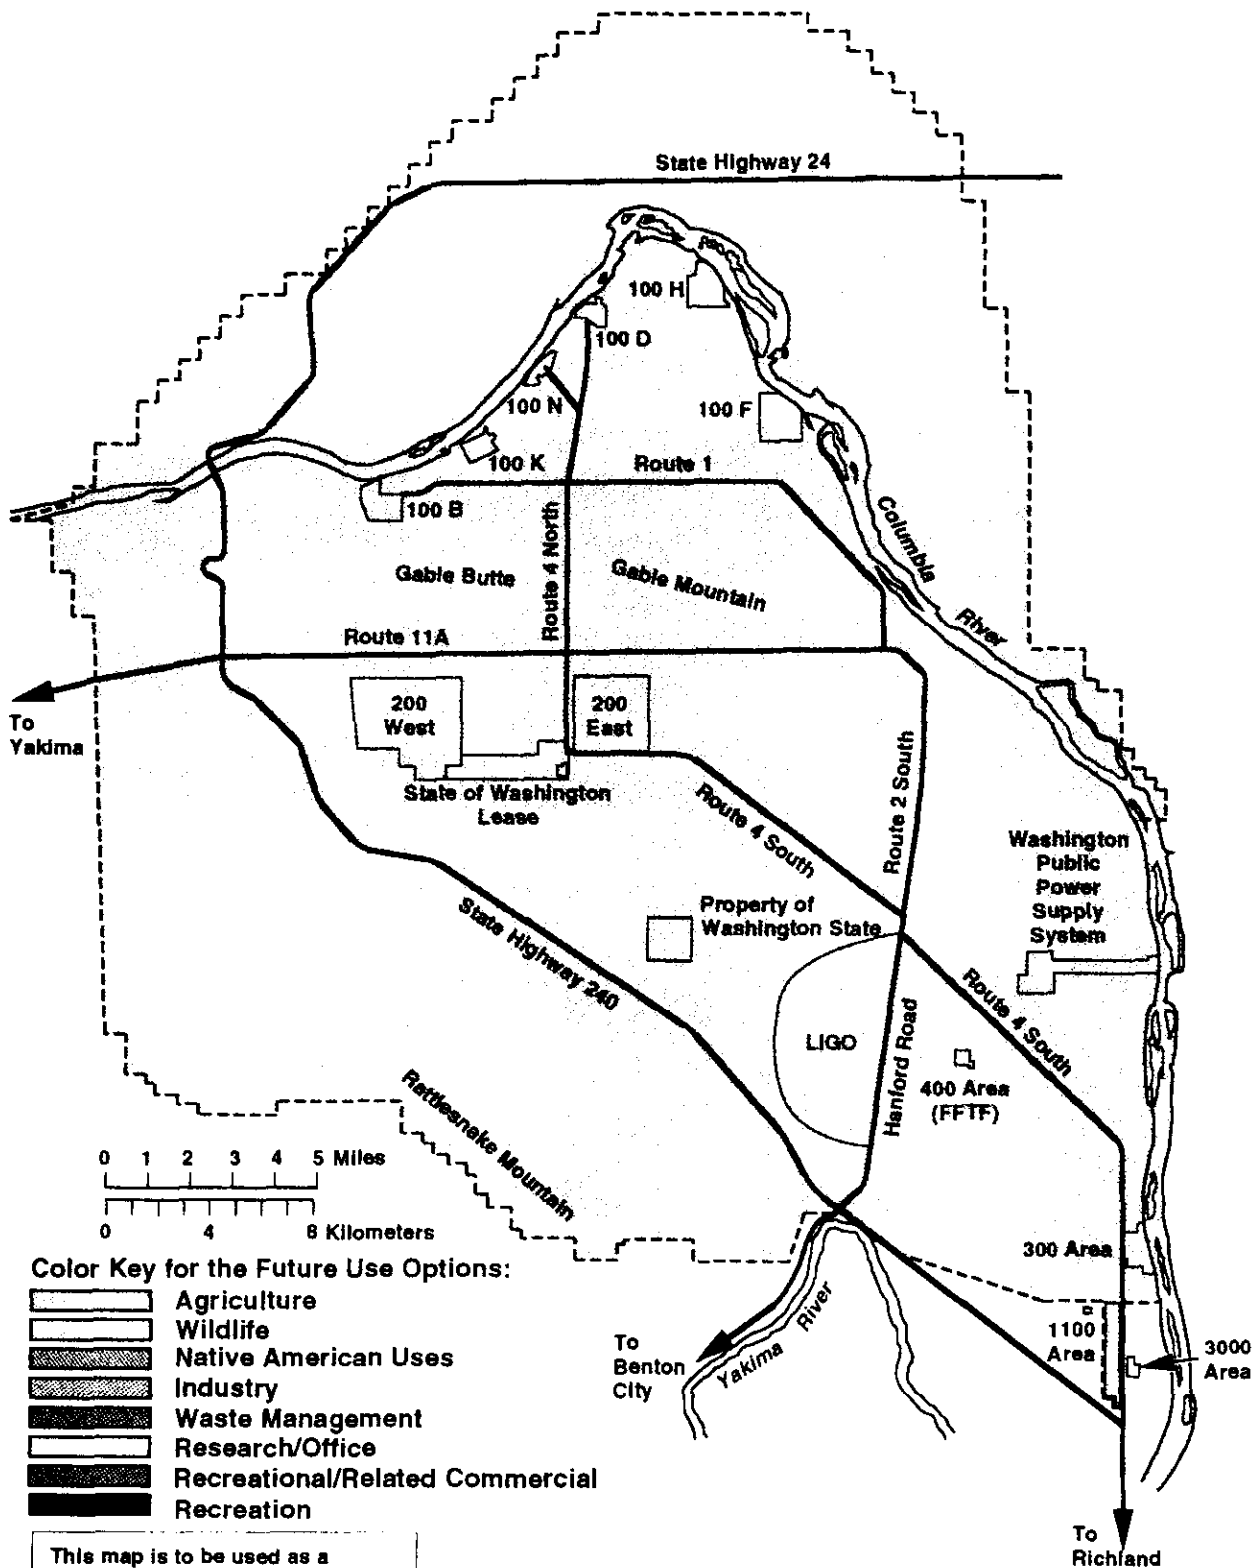 State Highway 24
100 H
100 D
100 N
100 F
100 K
Route 1
100 B
Columbia
River
Route 4 North
Gable Butte
Gable Mountain
Route 11A
To
Yakima
200
West
200
East
State of Washington
Lease
Route 4 South
Route 2 South
Washington
Public
Power
Supply
System
Property of
Washington State
State Highway 240
LIGO
Hanford Road
Route 4 South
400 Area
(FFTF)
Rattlesnake Mountain
0 1 2 3 4 5 Miles
0 4 8 Kilometers
300 Area
To
Benton
City
Yakima
River
1100
Area
3000
Area
To
Richland
Color Key for the Future Use Options:
Agriculture
Wildlife
Native American Uses
Industry
Waste Management
Research/Office
Recreational/Related Commercial
Recreation
This map is to be used as a